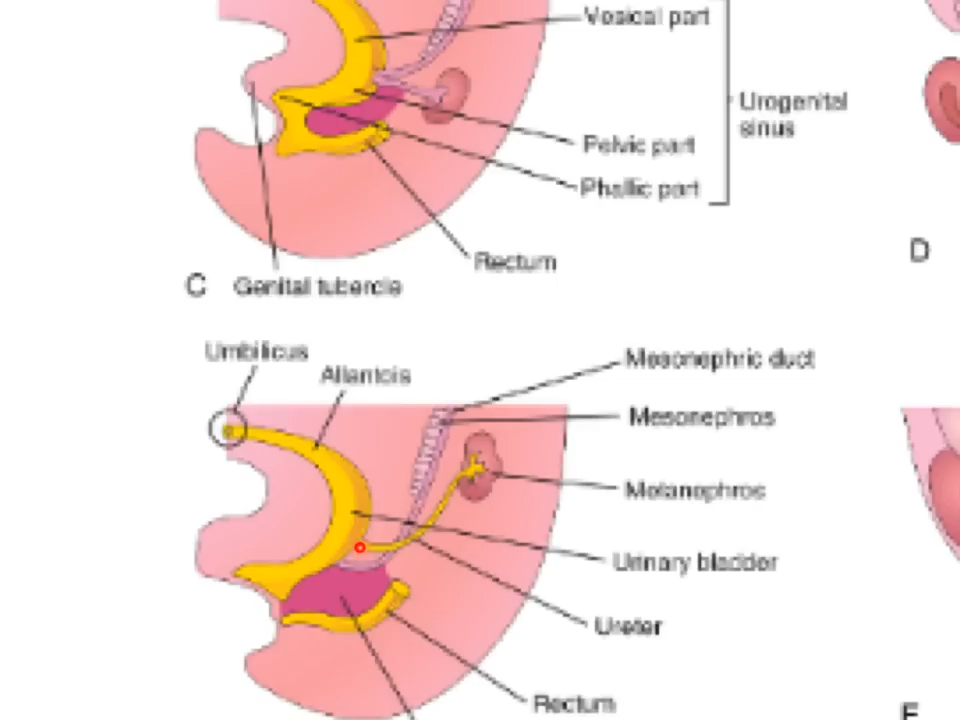 Vesical part
Urogenital
sinus
Pelvic part
Phallic part
Rectum
C
Genital tubercle
D
Umbilicus
Allantois
Mesonephric duct
Mesonephros
Metanephros
Urinary bladder
Ureter
Rectum